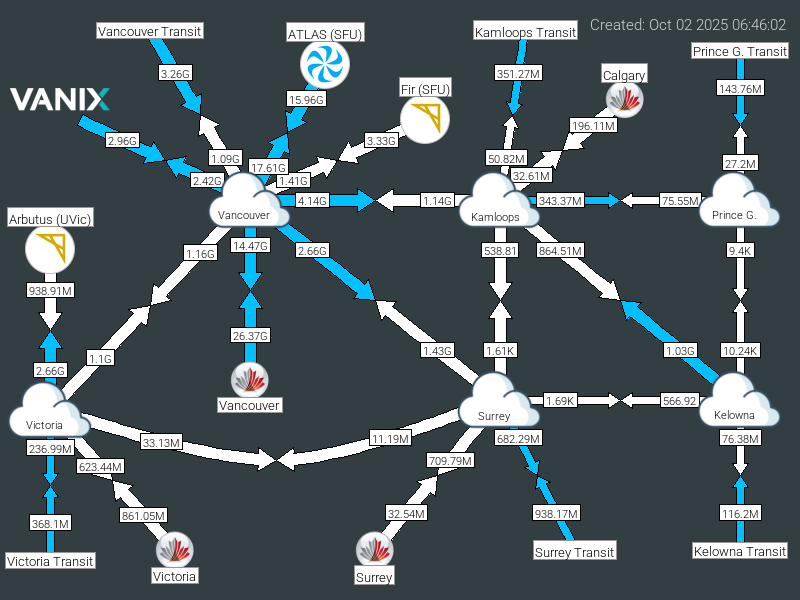 Created: Oct 02 2025 06:46:02
Vancouver Transit
ATLAS (SFU)
Kamloops Transit
Prince G. Transit
3.26G
351.27M
Calgary
143.76M
Fir (SFU)
VANIX
15.96G
196.11M
2.96G
3.33G
1.09G
17.61G
50.82M
27.2M
2.42G
1.41G
32.61M
4.14G
1.14G
343.37M
75.55M
Vancouver
Kamloops
Prince G.
Arbutus (UVic)
1.16G
14.47G
2.66G
538.81
864.51M
9.4K
938.91M
26.37G
1.1G
1.43G
1.61K
1.03G
10.24K
2.66G
Vancouver
1.69K
566.92
Victoria
Surrey
Kelowna
33.13M
11.19M
682.29M
76.38M
236.99M
623.44M
709.79M
368.1M
861.05M
32.54M
938.17M
116.2M
Victoria Transit
Victoria
Surrey
Surrey Transit
Kelowna Transit